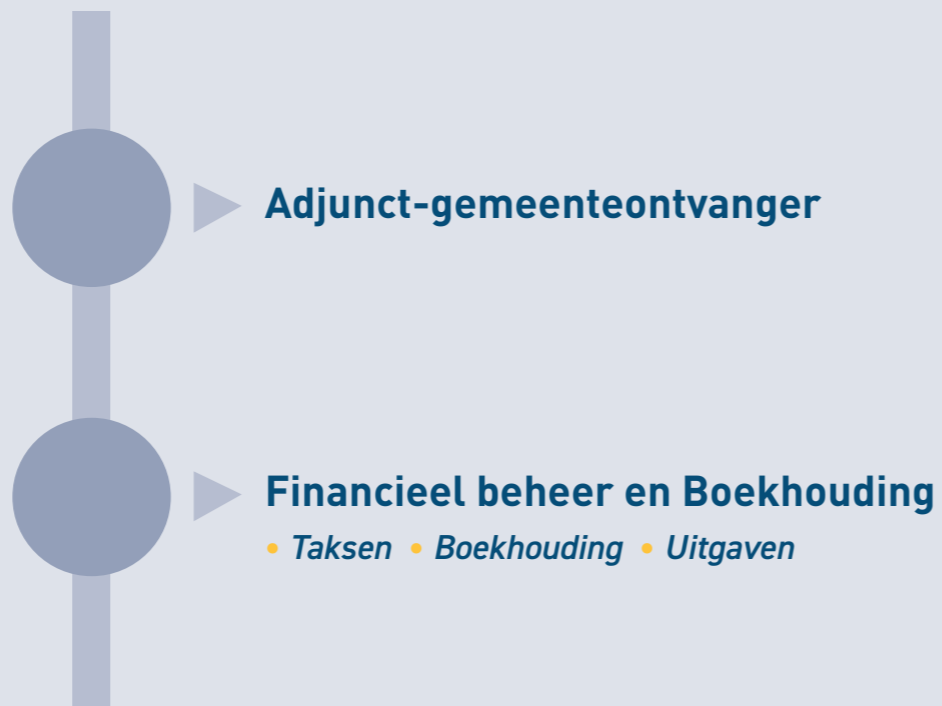 Adjunct-gemeenteontvanger
Financieel beheer en Boekhouding
• Taksen • Boekhouding • Uitgaven